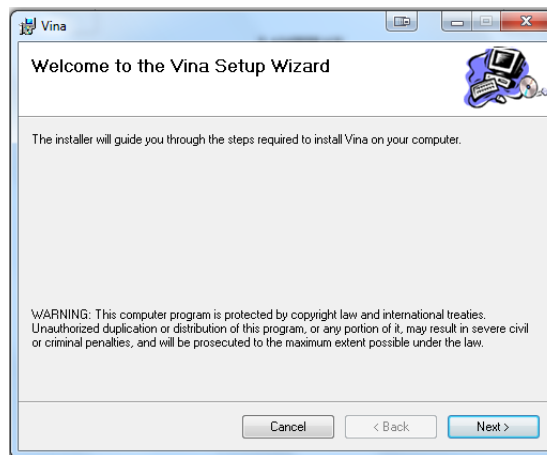 Vina
Welcome to the Vina Setup Wizard
The installer will guide you through the steps required to install Vina on your computer.
WARNING: This computer program is protected by copyright law and international treaties.
Unauthorized duplication or distribution of this program, or any portion of it, may result in severe civil
or criminal penalties, and will be prosecuted to the maximum extent possible under the law.
Cancel
< Back
Next >